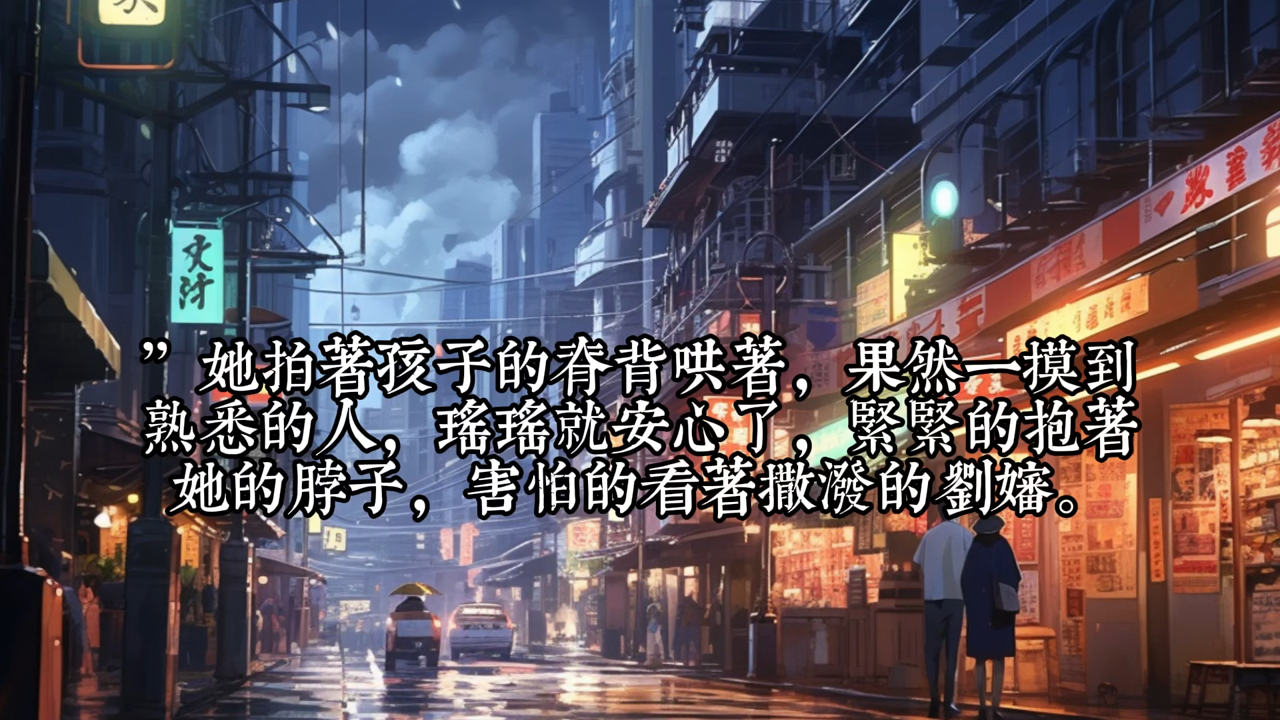 文汁
”她拍著孩子的脊背哄著，果然一摸到
熟悉的人，瑤瑤就安心了，緊緊的抱著
她的脖子，害怕的看著撒潑的劉嬸。